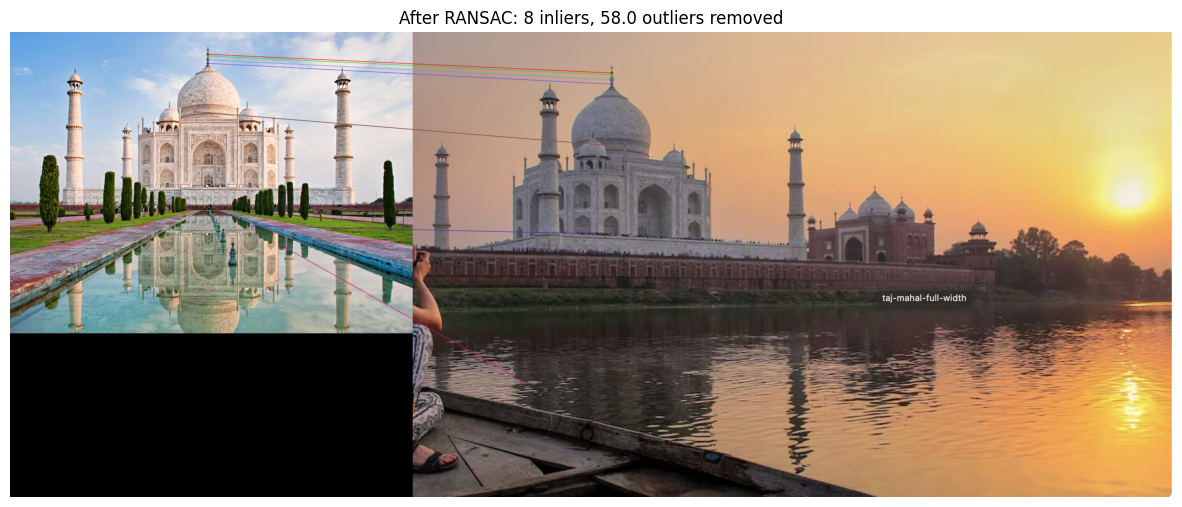 After RANSAC: 8 inliers, 58.0 outliers removed
taj-mahal-full-width